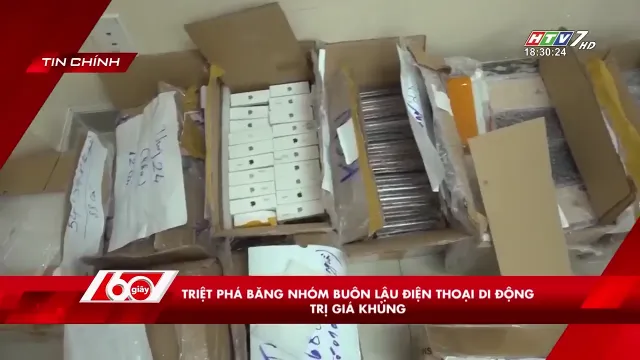 TIN CHÍNH
HTV7 HD
18:30:24
60 giây
TRIỆT PHÁ BĂNG NHÓM BUÔN LẬU ĐIỆN THOẠI DI ĐỘNG
TRỊ GIÁ KHỦNG